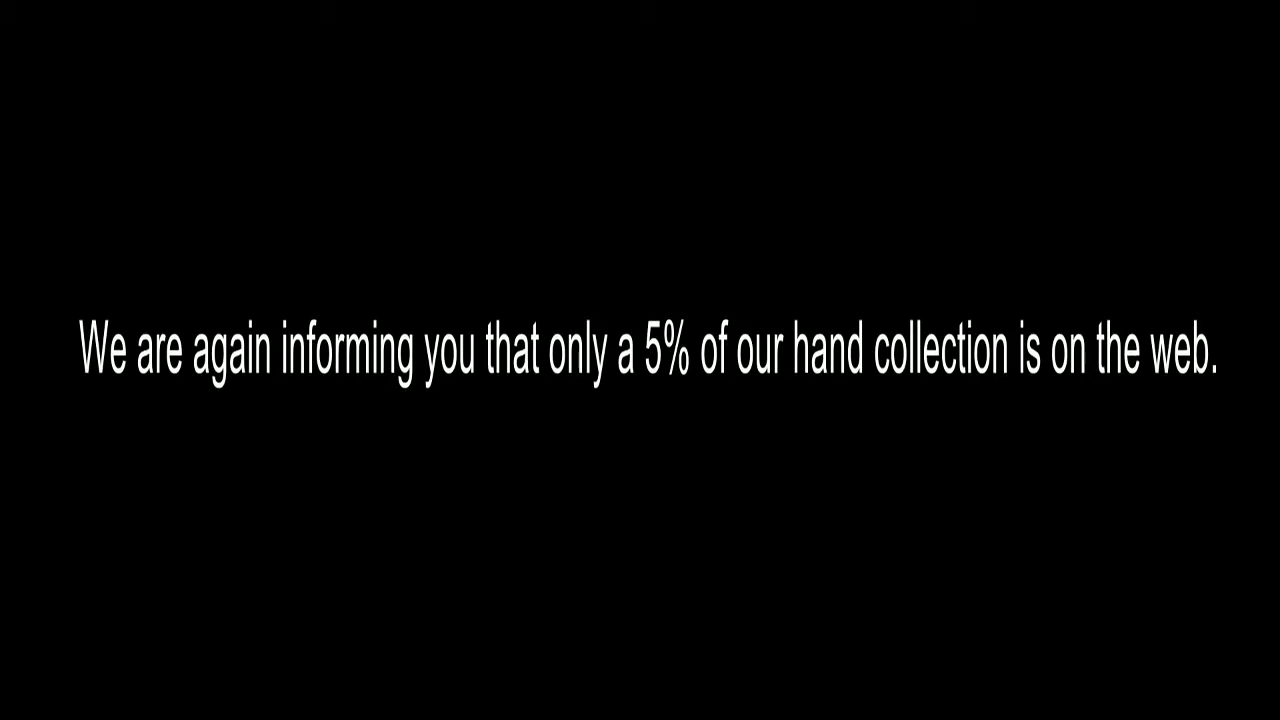 We are again informing you that only a 5% of our hand collection is on the web.